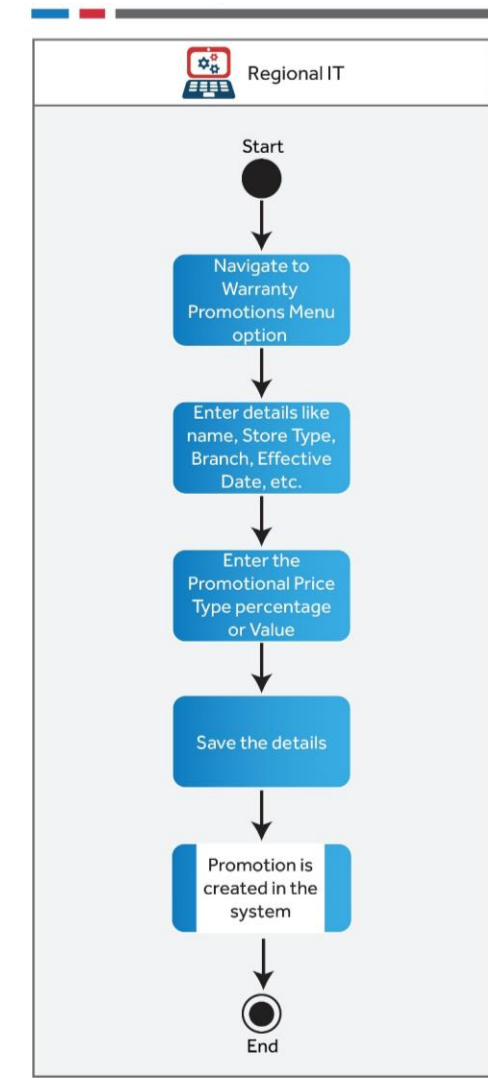 Regional IT
Start
Navigate to
Warranty
Promotions Menu
option
Enter details like
name, Store Type,
Branch, Effective
Date, etc.
Enter the
Promotional Price
Type percentage
or Value
Save the details
Promotion is
created in the
system
End